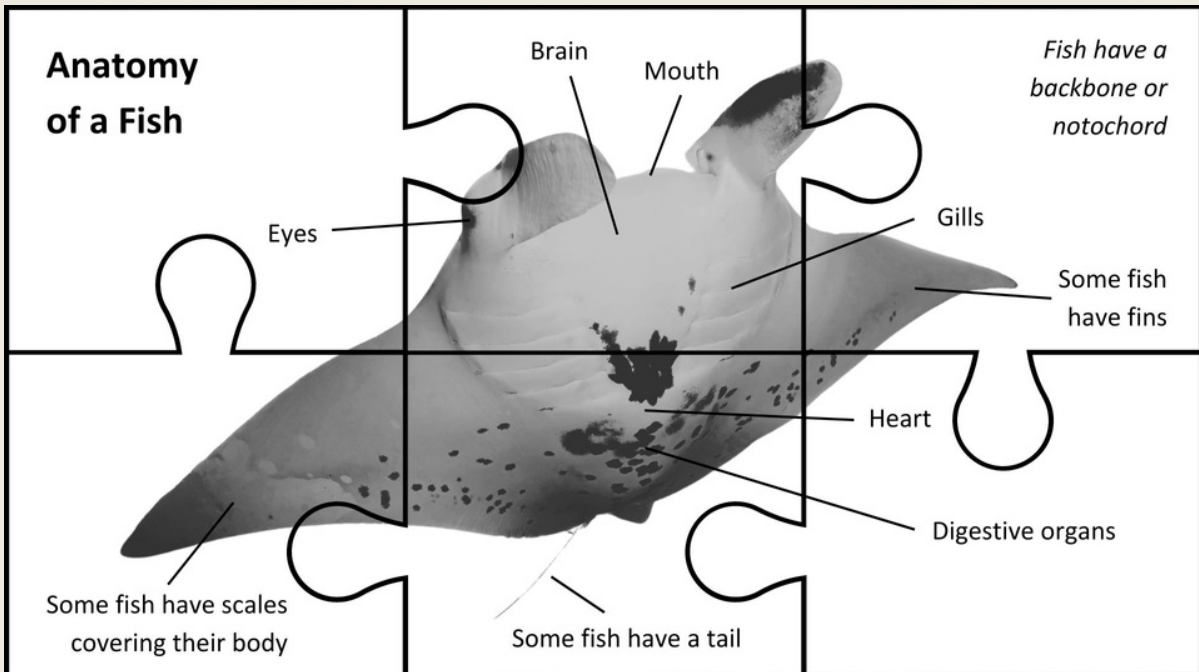 Anatomy
of a Fish
Brain
Mouth
Fish have a
backbone or
notochord
Eyes
Gills
Some fish
have fins
Heart
Digestive organs
Some fish have scales
covering their body
Some fish have a tail